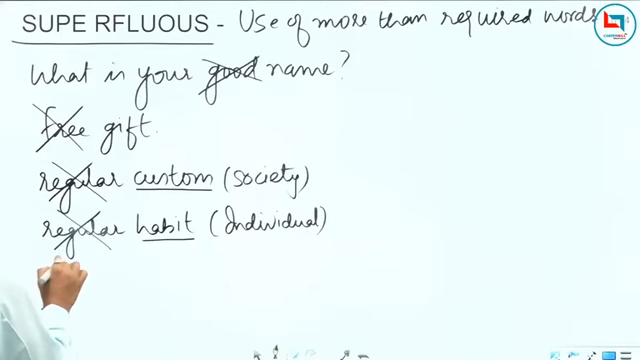 SUPE RFLUOUS - Use of more than required words
What is your good name?
free gift.
regular custom (Society)
regular habit (Individual)